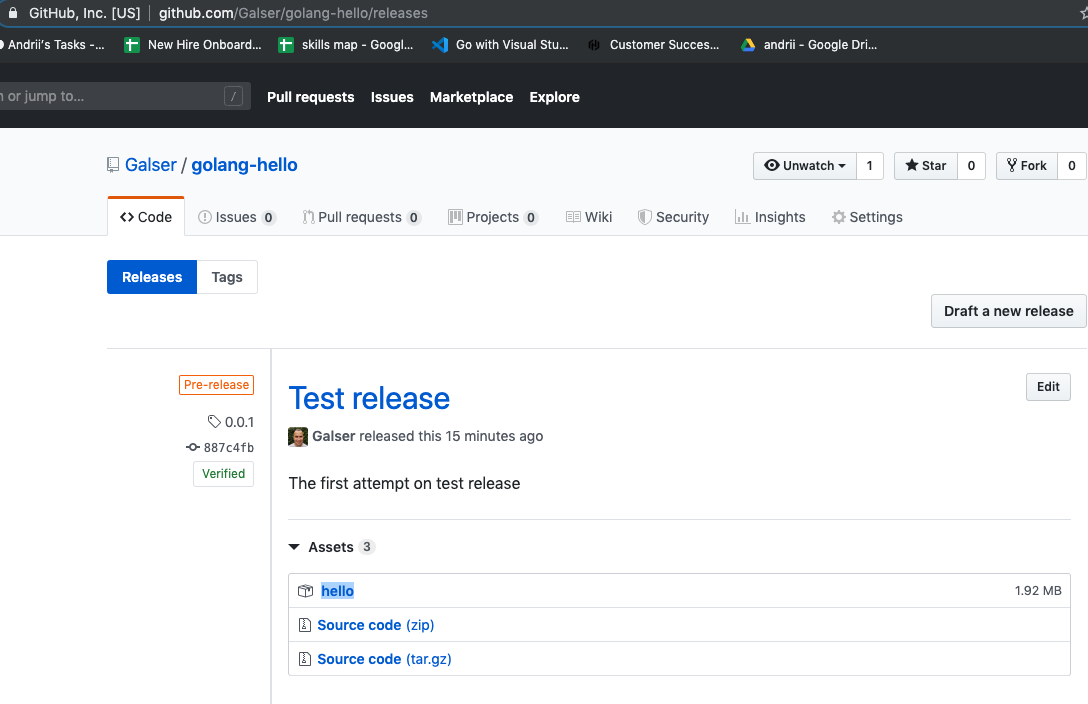 GitHub, Inc. [US] github.com/Galser/golang-hello/releases
Andrii's Tasks -... New Hire Onboard... skills map - Googl... Go with Visual Stu... Customer Succes... andrii - Google Dri...
or jump to... / Pull requests Issues Marketplace Explore
Galser / golang-hello Unwatch 1 Star 0 Fork 0
Code Issues 0 Pull requests 0 Projects 0 Wiki Security Insights Settings
Releases Tags
Draft a new release
Pre-release
0.0.1
887c4fb
Verified
Test release Edit
Galser released this 15 minutes ago
The first attempt on test release
Assets 3
hello 1.92 MB
Source code (zip)
Source code (tar.gz)